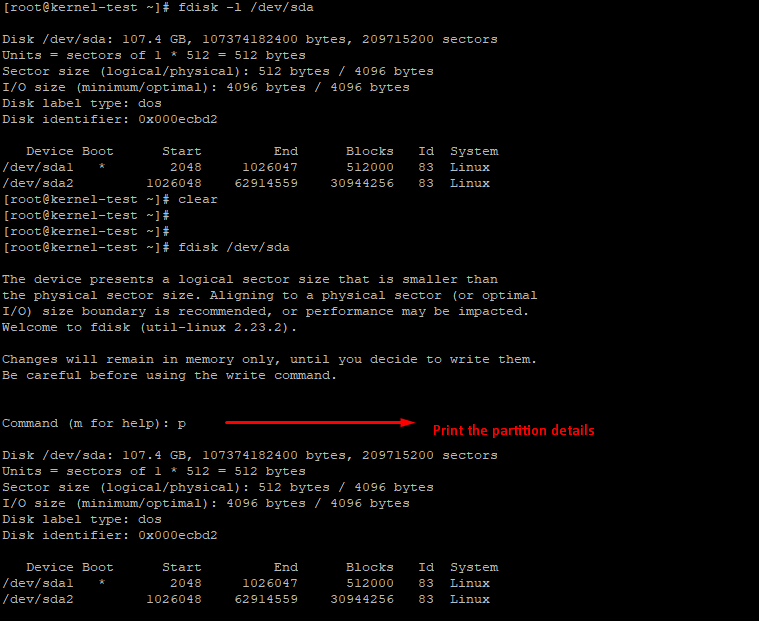 [root@kernel-test ~]# fdisk -l /dev/sda
Disk /dev/sda: 107.4 GB, 107374182400 bytes, 209715200 sectors
Units = sectors of 1 * 512 = 512 bytes
Sector size (logical/physical): 512 bytes / 4096 bytes
I/O size (minimum/optimal): 4096 bytes / 4096 bytes
Disk label type: dos
Disk identifier: 0x000ecbd2
   Device Boot      Start         End      Blocks   Id  System
/dev/sda1   *        2048     1026047      512000   83  Linux
/dev/sda2         1026048    62914559    30944256   83  Linux
[root@kernel-test ~]# clear
[root@kernel-test ~]#
[root@kernel-test ~]#
[root@kernel-test ~]# fdisk /dev/sda
The device presents a logical sector size that is smaller than
the physical sector size. Aligning to a physical sector (or optimal
I/O) size boundary is recommended, or performance may be impacted.
Welcome to fdisk (util-linux 2.23.2).
Changes will remain in memory only, until you decide to write them.
Be careful before using the write command.
Command (m for help): p
Print the partition details
Disk /dev/sda: 107.4 GB, 107374182400 bytes, 209715200 sectors
Units = sectors of 1 * 512 = 512 bytes
Sector size (logical/physical): 512 bytes / 4096 bytes
I/O size (minimum/optimal): 4096 bytes / 4096 bytes
Disk label type: dos
Disk identifier: 0x000ecbd2
   Device Boot      Start         End      Blocks   Id  System
/dev/sda1   *        2048     1026047      512000   83  Linux
/dev/sda2         1026048    62914559    30944256   83  Linux